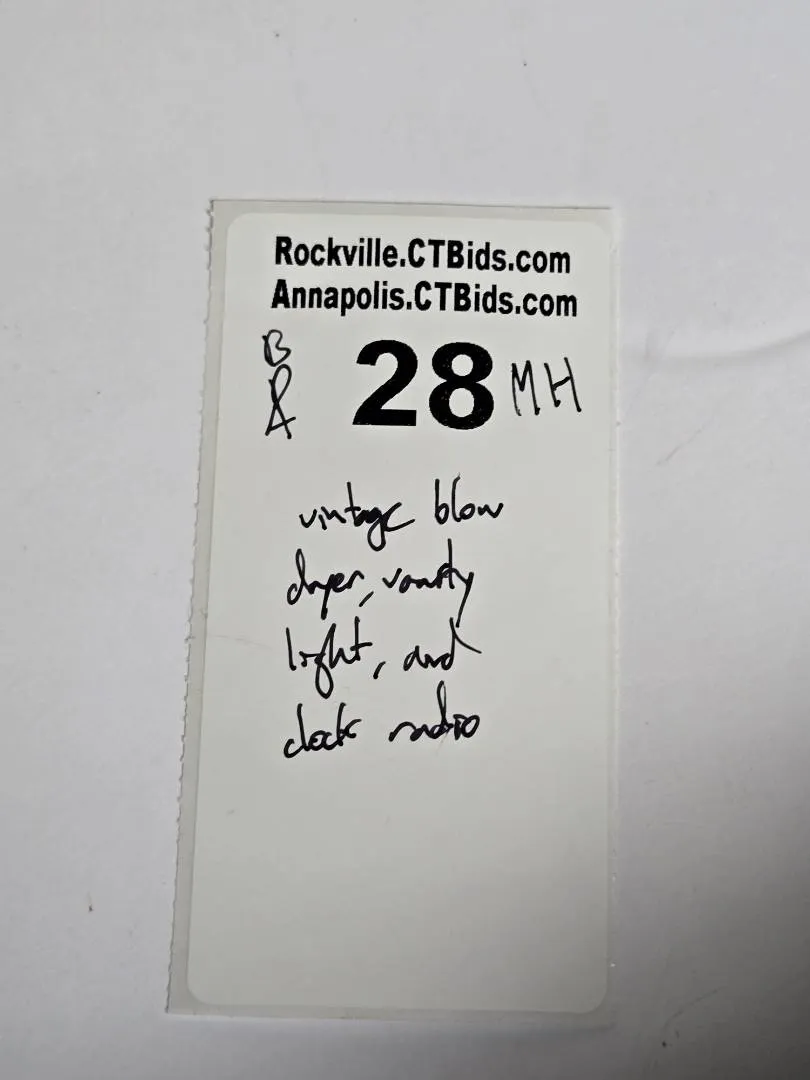 Rockville.CTBids.com
Annapolis.CTBids.com
B
28 MH
vintage blow
dryer, vanity
light, and
clock radio